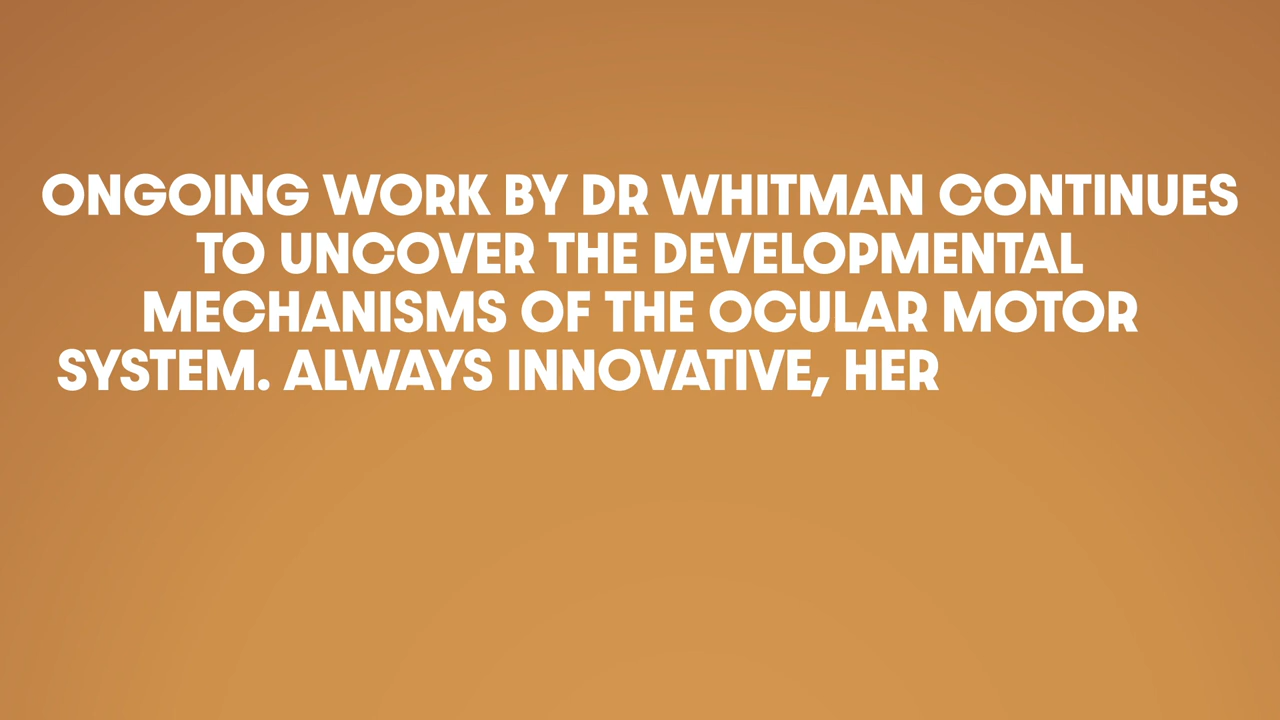 ONGOING WORK BY DR WHITMAN CONTINUES
TO UNCOVER THE DEVELOPMENTAL
MECHANISMS OF THE OCULAR MOTOR
SYSTEM. ALWAYS INNOVATIVE, HER